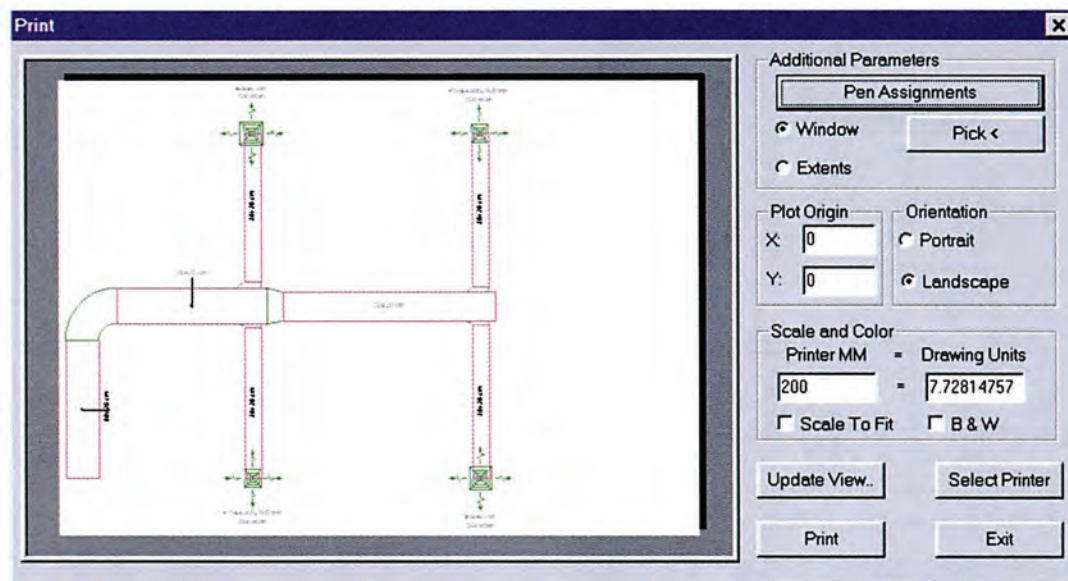 Print
Additional Parameters
Pen Assignments
Window
Pick <
Extents
Plot Origin
X: 0
Y: 0
Orientation
Portrait
Landscape
Scale and Color
Printer MM = Drawing Units
200 = 7.72814757
Scale To Fit
B & W
Update View..
Select Printer
Print
Exit